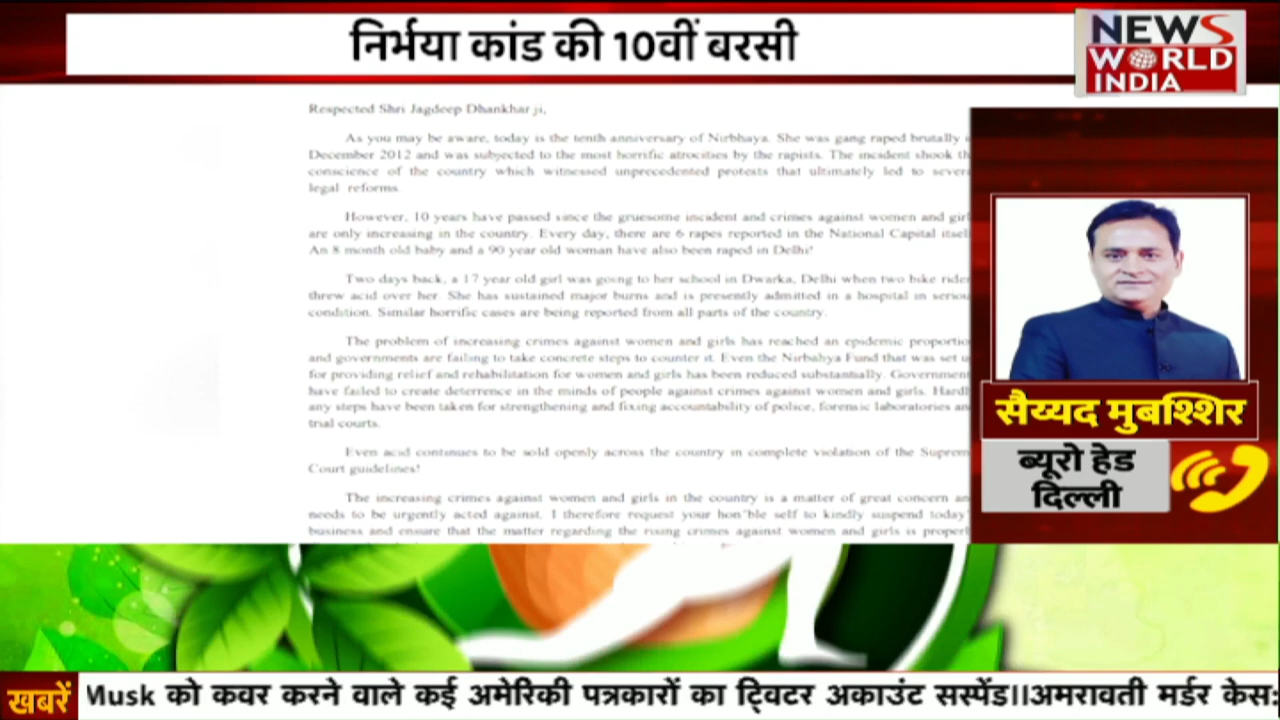 निर्भया कांड की 10वीं बरसी
NEWS
WORLD
INDIA
Respected Shri Jagdeep Dhankhar ji,
As you may be aware, today is the tenth anniversary of Nirbhaya. She was gang raped brutally
December 2012 and was subjected to the most horrific atrocities by the rapists. The incident shook th
conscience of the country which witnessed unprecedented protests that ultimately led to sever
legal reforms.
However, 10 years have passed since the gruesome incident and crimes against women and girl
are only increasing in the country. Every day, there are 6 rapes reported in the National Capital itsel
An 8 month old baby and a 90 year old woman have also been raped in Delhi!
Two days back, a 17 year old girl was going to her school in Dwarka, Delhi when two bike rider
threw acid over her. She has sustained major burns and is presently admitted in a hospital in seriou
condition. Similar horrific cases are being reported from all parts of the country.
The problem of increasing crimes against women and girls has reached an epidemic proportio
and governments are failing to take concrete steps to counter it. Even the Nirbahya Fund that was set u
for providing relief and rehabilitation for women and girls has been reduced substantially. Government
have failed to create deterrence in the minds of people against crimes against women and girls. Hardl
any steps have been taken for strengthening and fixing accountability of police, forensic laboratories an
trial courts.
Even acid continues to be sold openly across the country in complete violation of the Suprem
Court guidelines!
The increasing crimes against women and girls in the country is a matter of great concern an
needs to be urgently acted against. I therefore request your hon'ble self to kindly suspend today'
business and ensure that the matter regarding the rising crimes against women and girls is properl
सैय्यद मुबश्शिर
ब्यूरो हेड
दिल्ली
खबरें
Musk को कवर करने वाले कई अमेरिकी पत्रकारों का ट्विटर अकाउंट सस्पेंड।।अमरावती मर्डर केस: